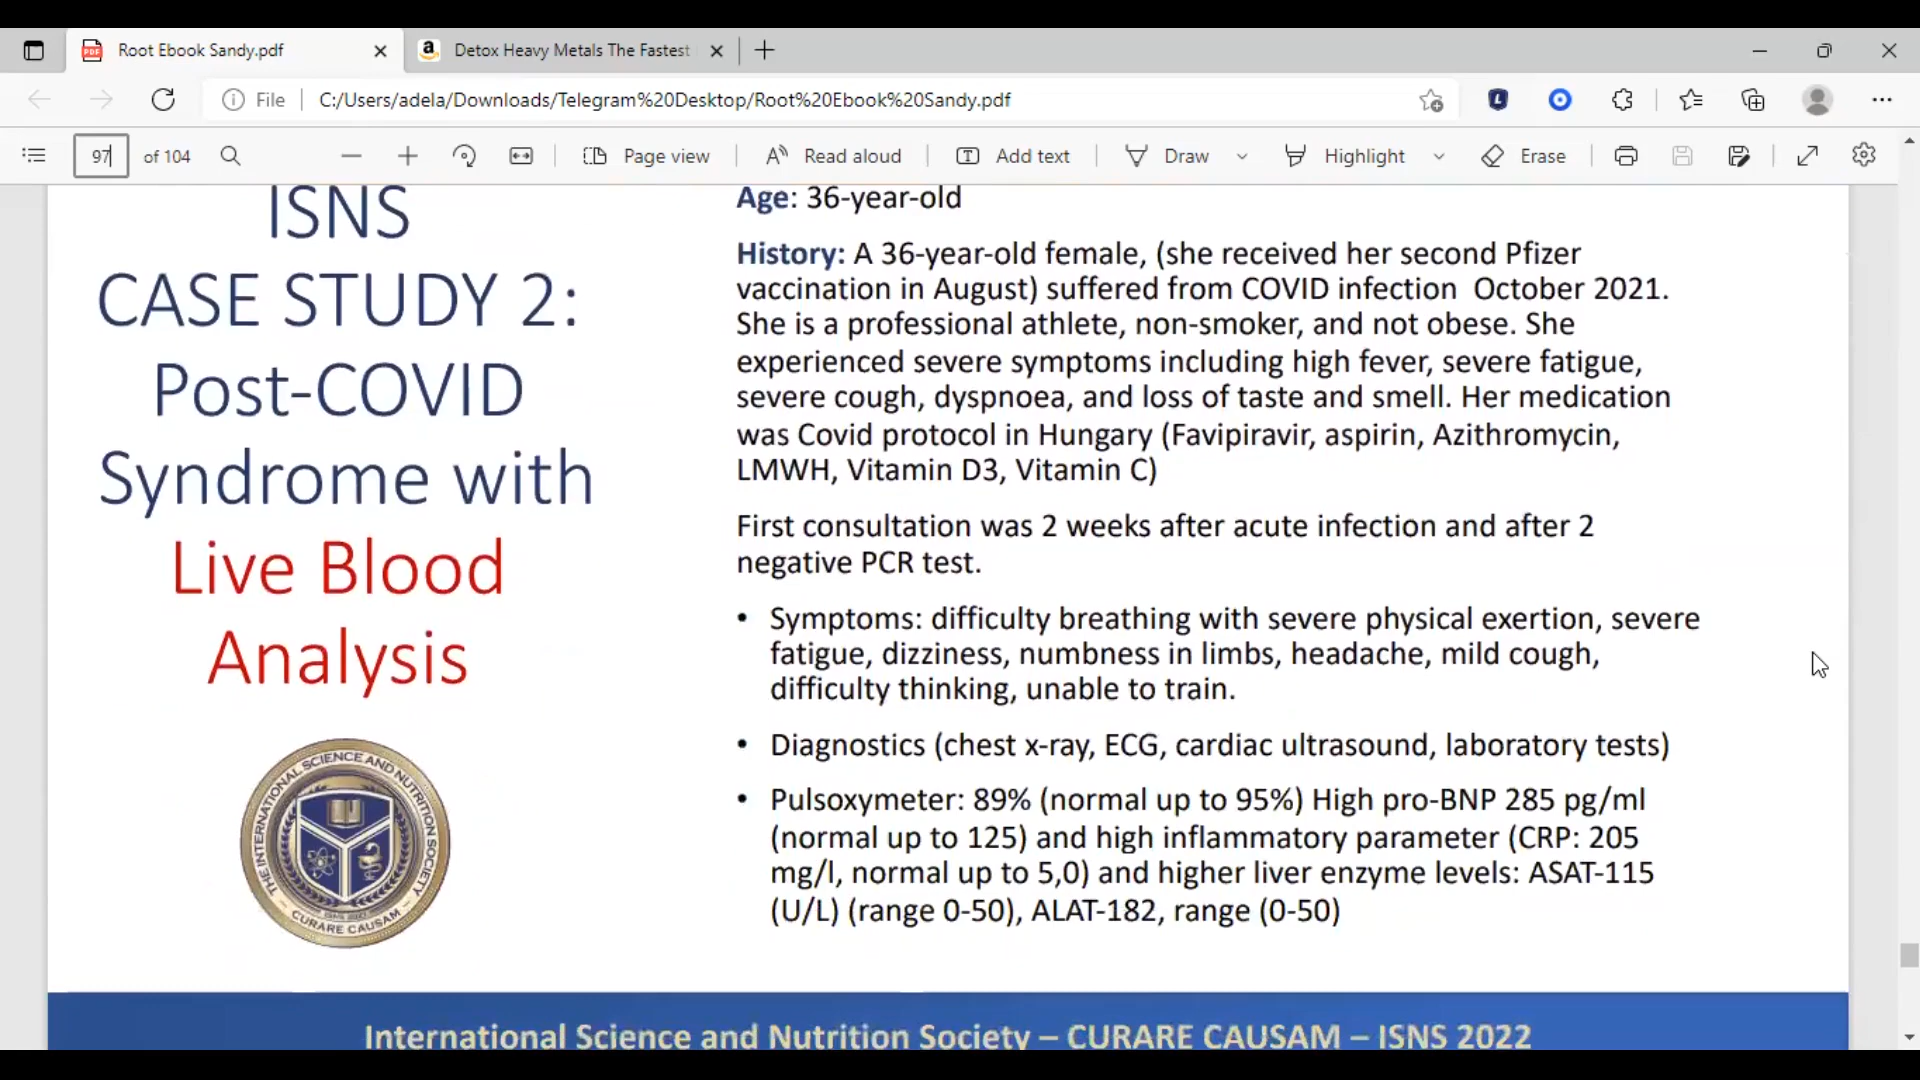 Root Ebook Sandy.pdf
Detox Heavy Metals The Fastest
File
C:/Users/adela/Downloads/Telegram%20Desktop/Root%20Ebook%20Sandy.pdf
97 of 104
Page view
Read aloud
Add text
Draw
Highlight
Erase
ISNS
CASE STUDY 2:
Post-COVID
Syndrome with
Live Blood
Analysis
THE INTERNATIONAL SCIENCE AND NUTRITION SOCIETY
CURARE CAUSAM
Age: 36-year-old
History: A 36-year-old female, (she received her second Pfizer
vaccination in August) suffered from COVID infection October 2021.
She is a professional athlete, non-smoker, and not obese. She
experienced severe symptoms including high fever, severe fatigue,
severe cough, dyspnoea, and loss of taste and smell. Her medication
was Covid protocol in Hungary (Favipiravir, aspirin, Azithromycin,
LMWH, Vitamin D3, Vitamin C)
First consultation was 2 weeks after acute infection and after 2
negative PCR test.
• Symptoms: difficulty breathing with severe physical exertion, severe
fatigue, dizziness, numbness in limbs, headache, mild cough,
difficulty thinking, unable to train.
• Diagnostics (chest x-ray, ECG, cardiac ultrasound, laboratory tests)
• Pulsoxymeter: 89% (normal up to 95%) High pro-BNP 285 pg/ml
(normal up to 125) and high inflammatory parameter (CRP: 205
mg/l, normal up to 5,0) and higher liver enzyme levels: ASAT-115
(U/L) (range 0-50), ALAT-182, range (0-50)
International Science and Nutrition Society – CURARE CAUSAM – ISNS 2022